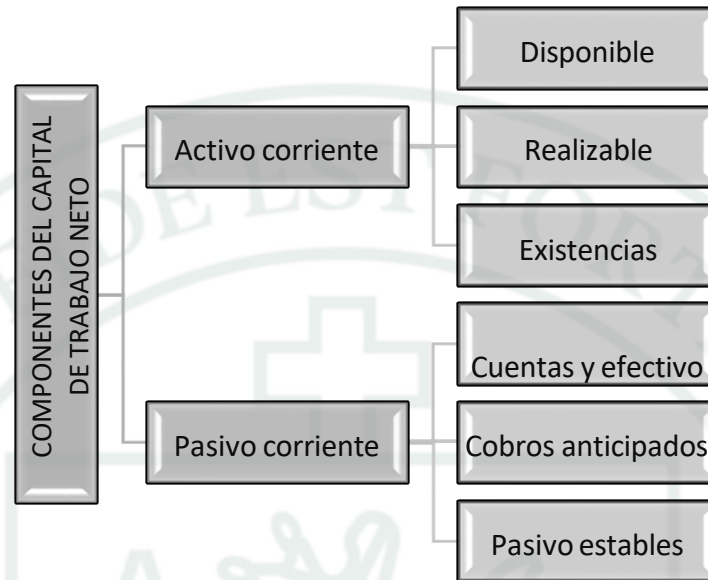 COMPONENTES DEL CAPITAL
DE TRABAJO NETO
Activo corriente
Disponible
Realizable
Existencias
Pasivo corriente
Cuentas y efectivo
Cobros anticipados
Pasivo estables